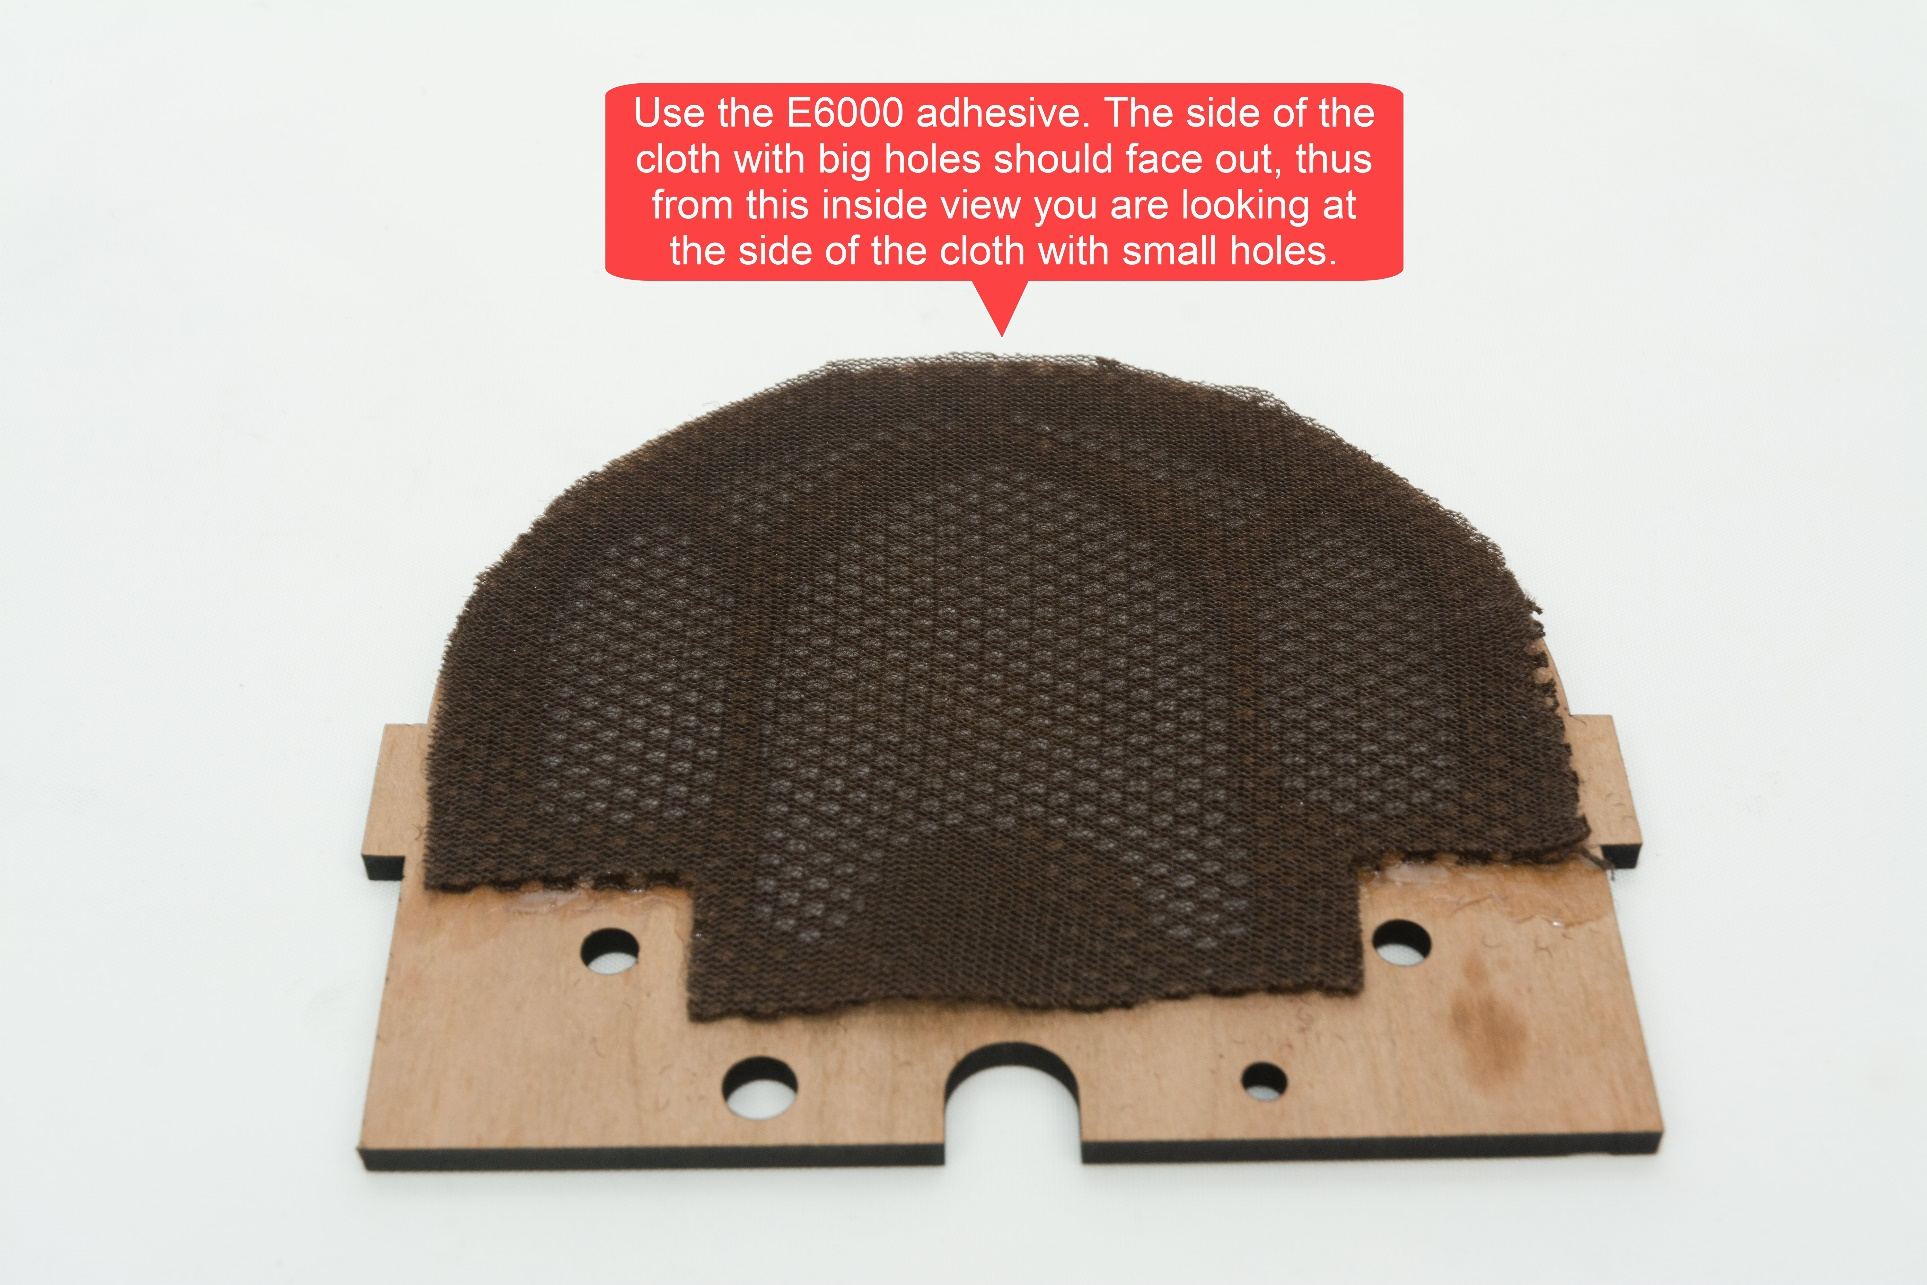 Use the E6000 adhesive. The side of the
cloth with big holes should face out, thus
from this inside view you are looking at
the side of the cloth with small holes.